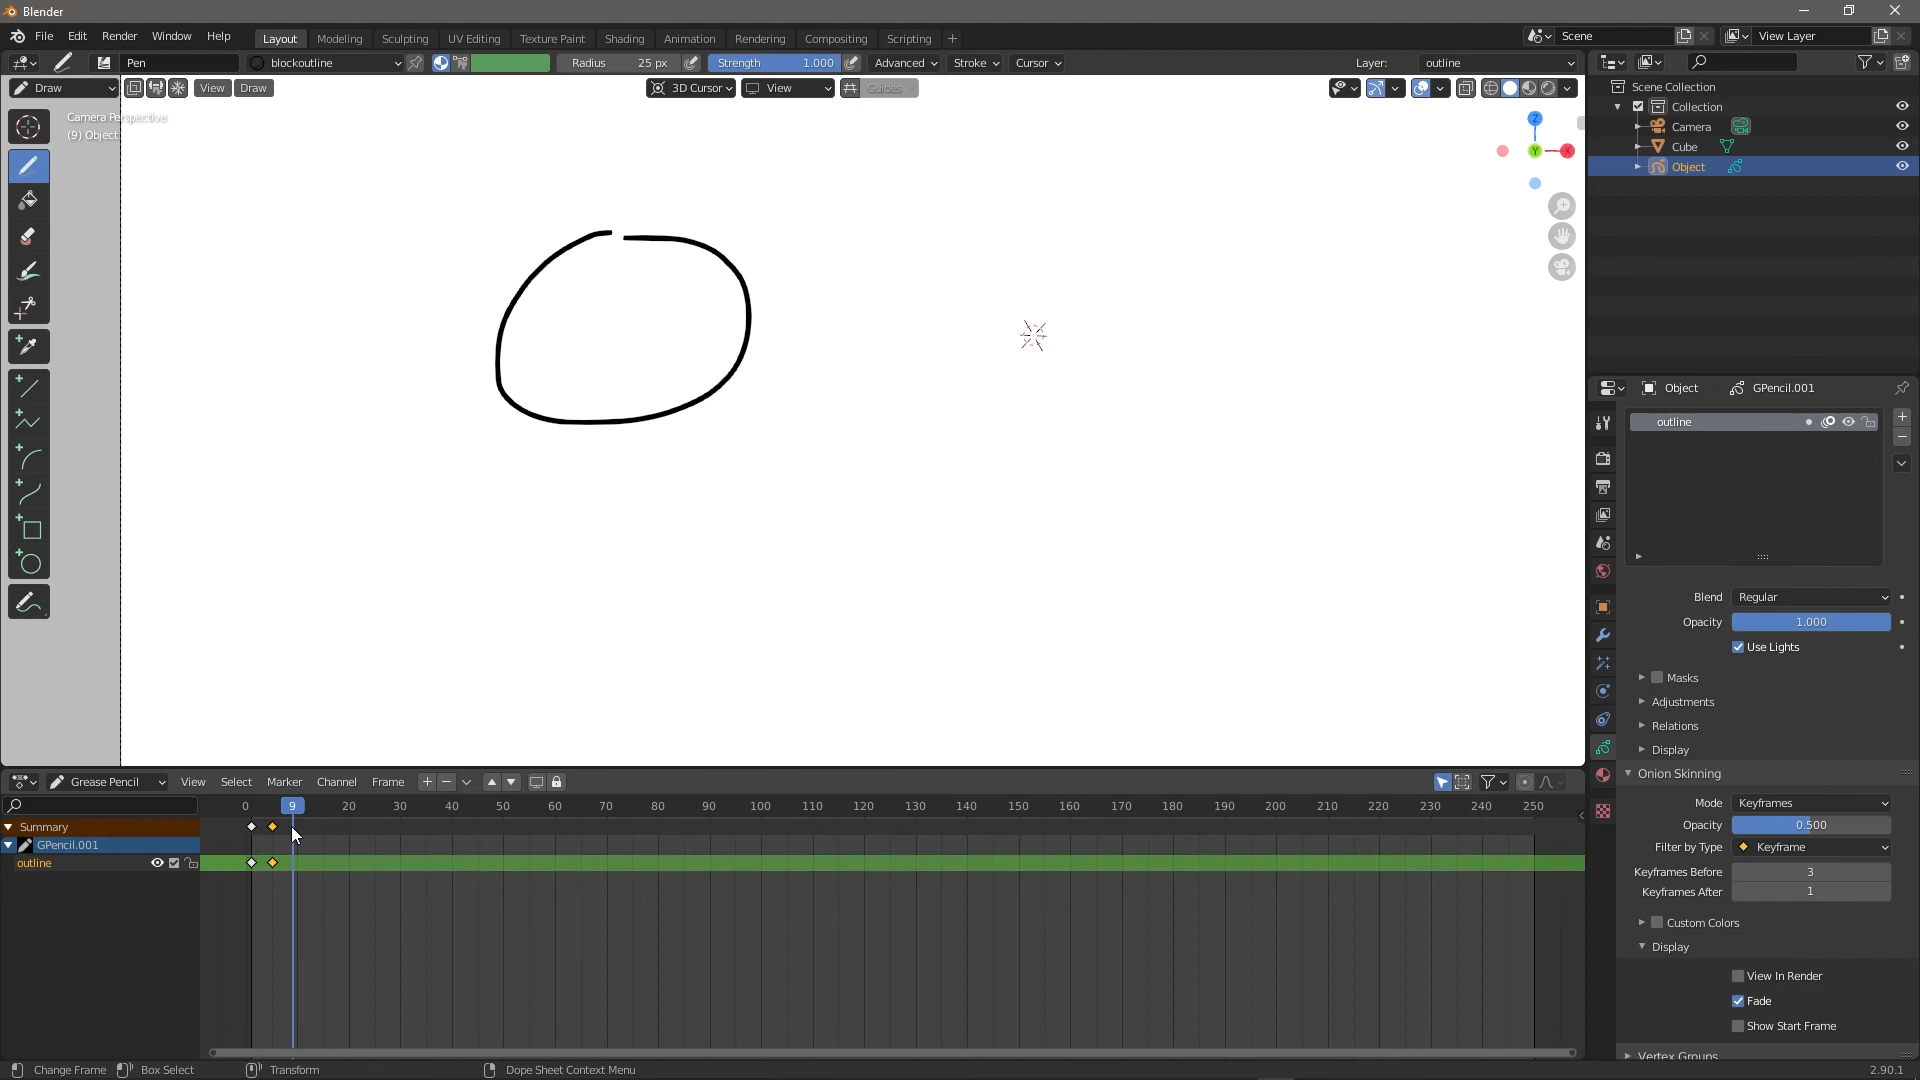 Blender
File Edit Render Window Help Layout Modeling Sculpting UV Editing Texture Paint Shading Animation Rendering Compositing Scripting + Scene View Layer
Pen blockoutline Radius 25 px Strength 1.000 Advanced Stroke Cursor Layer: outline
Draw View Draw 3D Cursor View Guides
Camera Perspective
(9) Object
Z
Y
X
Scene Collection
Collection
Camera
Cube
Object
Object GPencil.001
outline
Blend Regular
Opacity 1.000
Use Lights
Masks
Adjustments
Relations
Display
Onion Skinning
Mode Keyframes
Opacity 0.500
Filter by Type Keyframe
Keyframes Before 3
Keyframes After 1
Custom Colors
Display
View In Render
Fade
Show Start Frame
Vertex Groups
Grease Pencil View Select Marker Channel Frame
0 9 20 30 40 50 60 70 80 90 100 110 120 130 140 150 160 170 180 190 200 210 220 230 240 250
Summary
GPencil.001
outline
Change Frame Box Select Transform Dope Sheet Context Menu 2.90.1